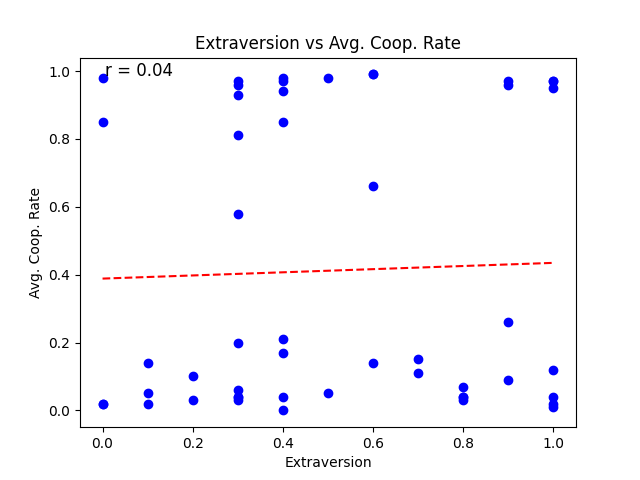 Extraversion vs Avg. Coop. Rate
r = 0.04
1.0
0.8
0.6
0.4
0.2
0.0
Avg. Coop. Rate
0.0 0.2 0.4 0.6 0.8 1.0
Extraversion